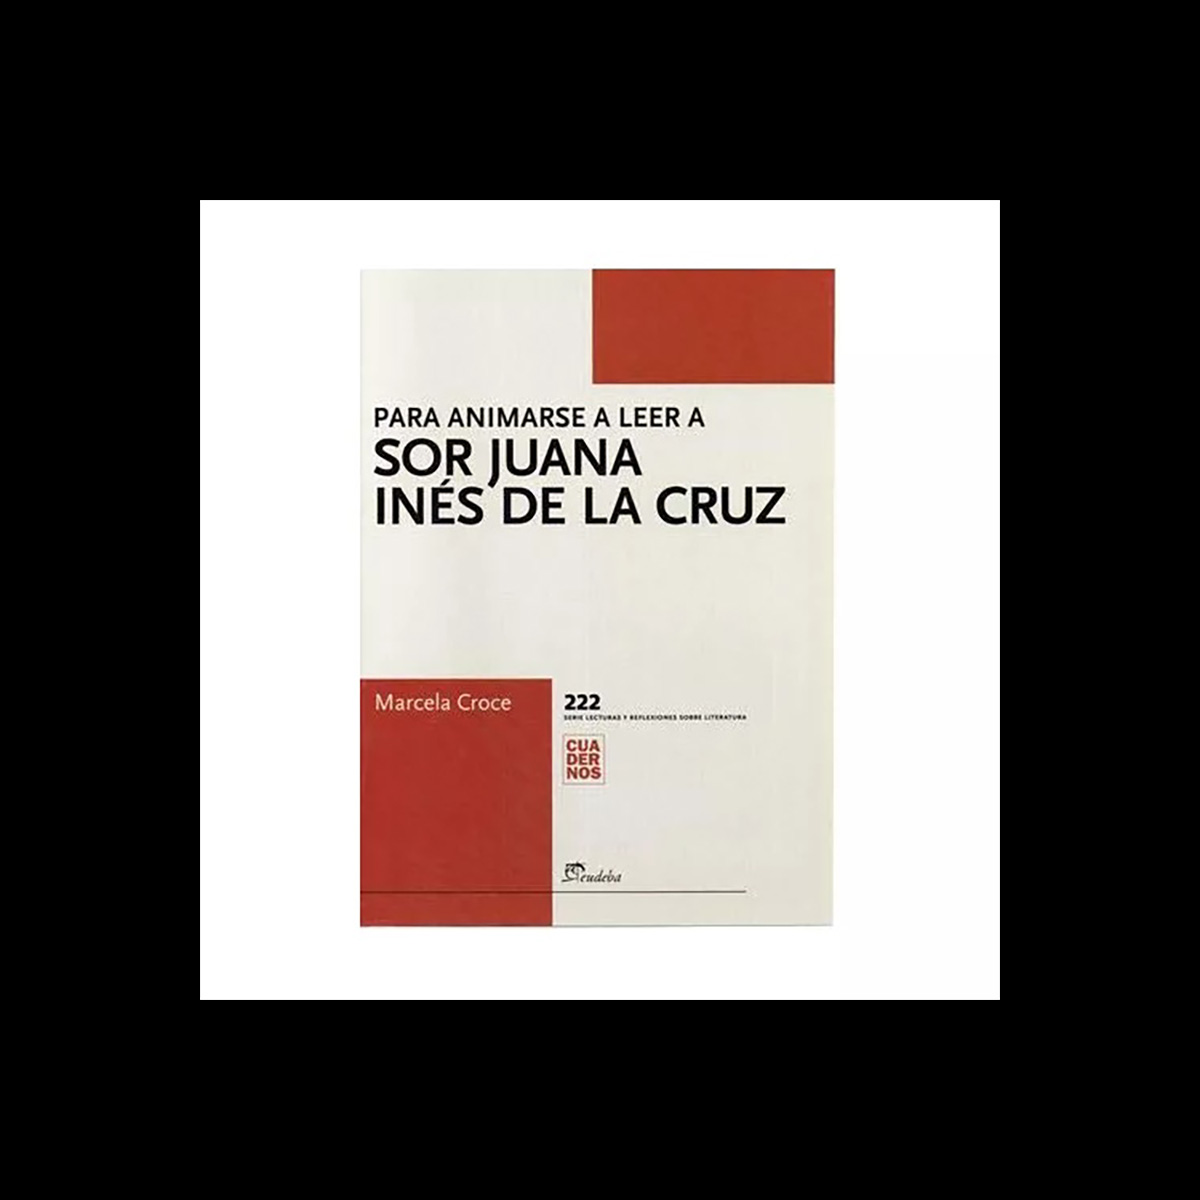 PARA ANIMARSE A LEER A
SOR JUANA
INÉS DE LA CRUZ
Marcela Croce
222
SERIE LECTURAS Y REFLEXIONES SOBRE LITERATURA
CUA
DER
NOS
eudeba